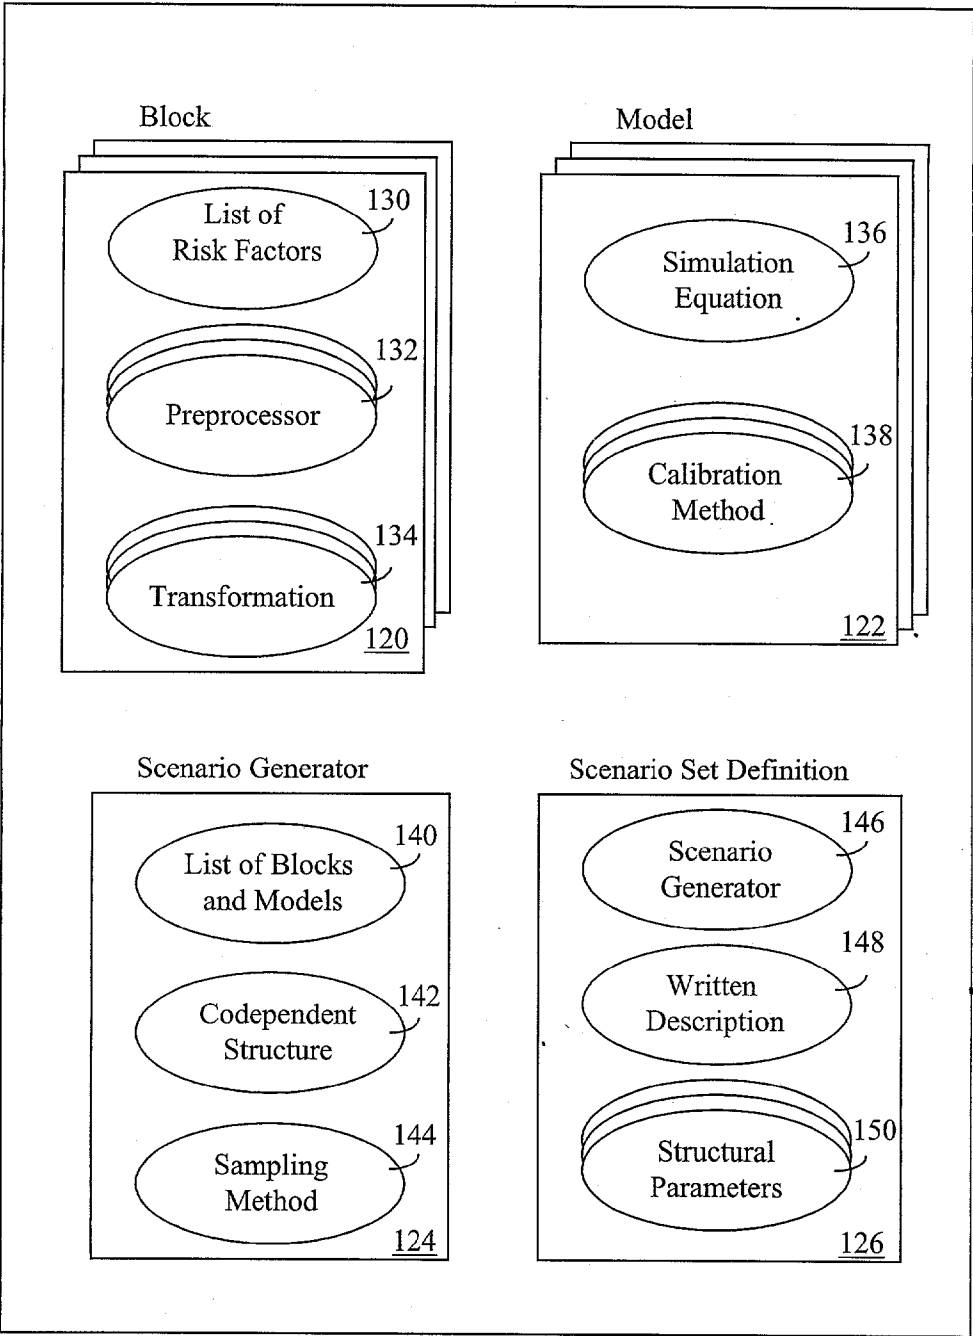 Block
List of
Risk Factors
130
Preprocessor
132
Transformation
134
120
Model
Simulation
Equation
136
Calibration
Method
138
122
Scenario Generator
List of Blocks
and Models
140
Codependent
Structure
142
Sampling
Method
144
124
Scenario Set Definition
Scenario
Generator
146
Written
Description
148
Structural
Parameters
150
126